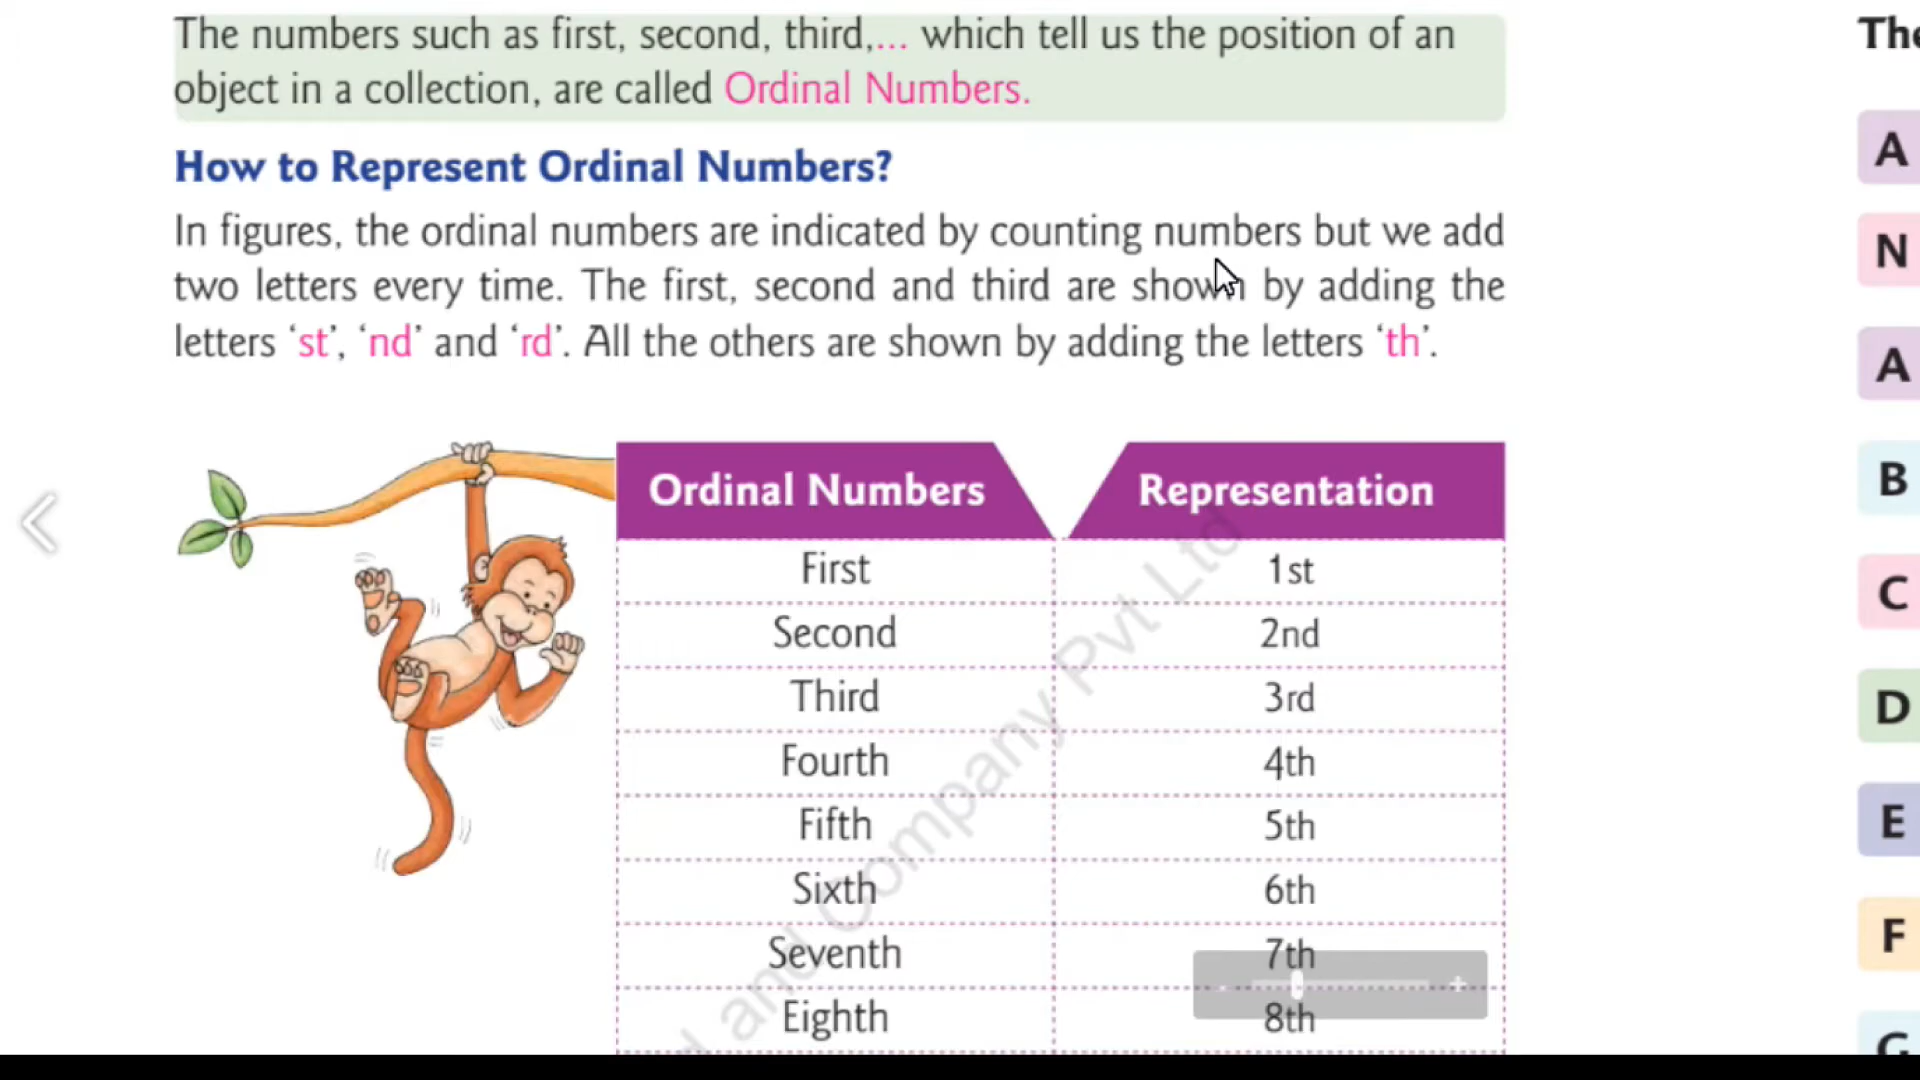 The numbers such as first, second, third,... which tell us the position of an
object in a collection, are called Ordinal Numbers.
How to Represent Ordinal Numbers?
In figures, the ordinal numbers are indicated by counting numbers but we add
two letters every time. The first, second and third are shown by adding the
letters ‘st’, ‘nd’ and ‘rd’. All the others are shown by adding the letters ‘th’.
Ordinal Numbers Representation
First 1st
Second 2nd
Third 3rd
Fourth 4th
Fifth 5th
Sixth 6th
Seventh 7th
Eighth 8th
and Company Pvt Ltd
A
N
A
B
C
D
E
F
G